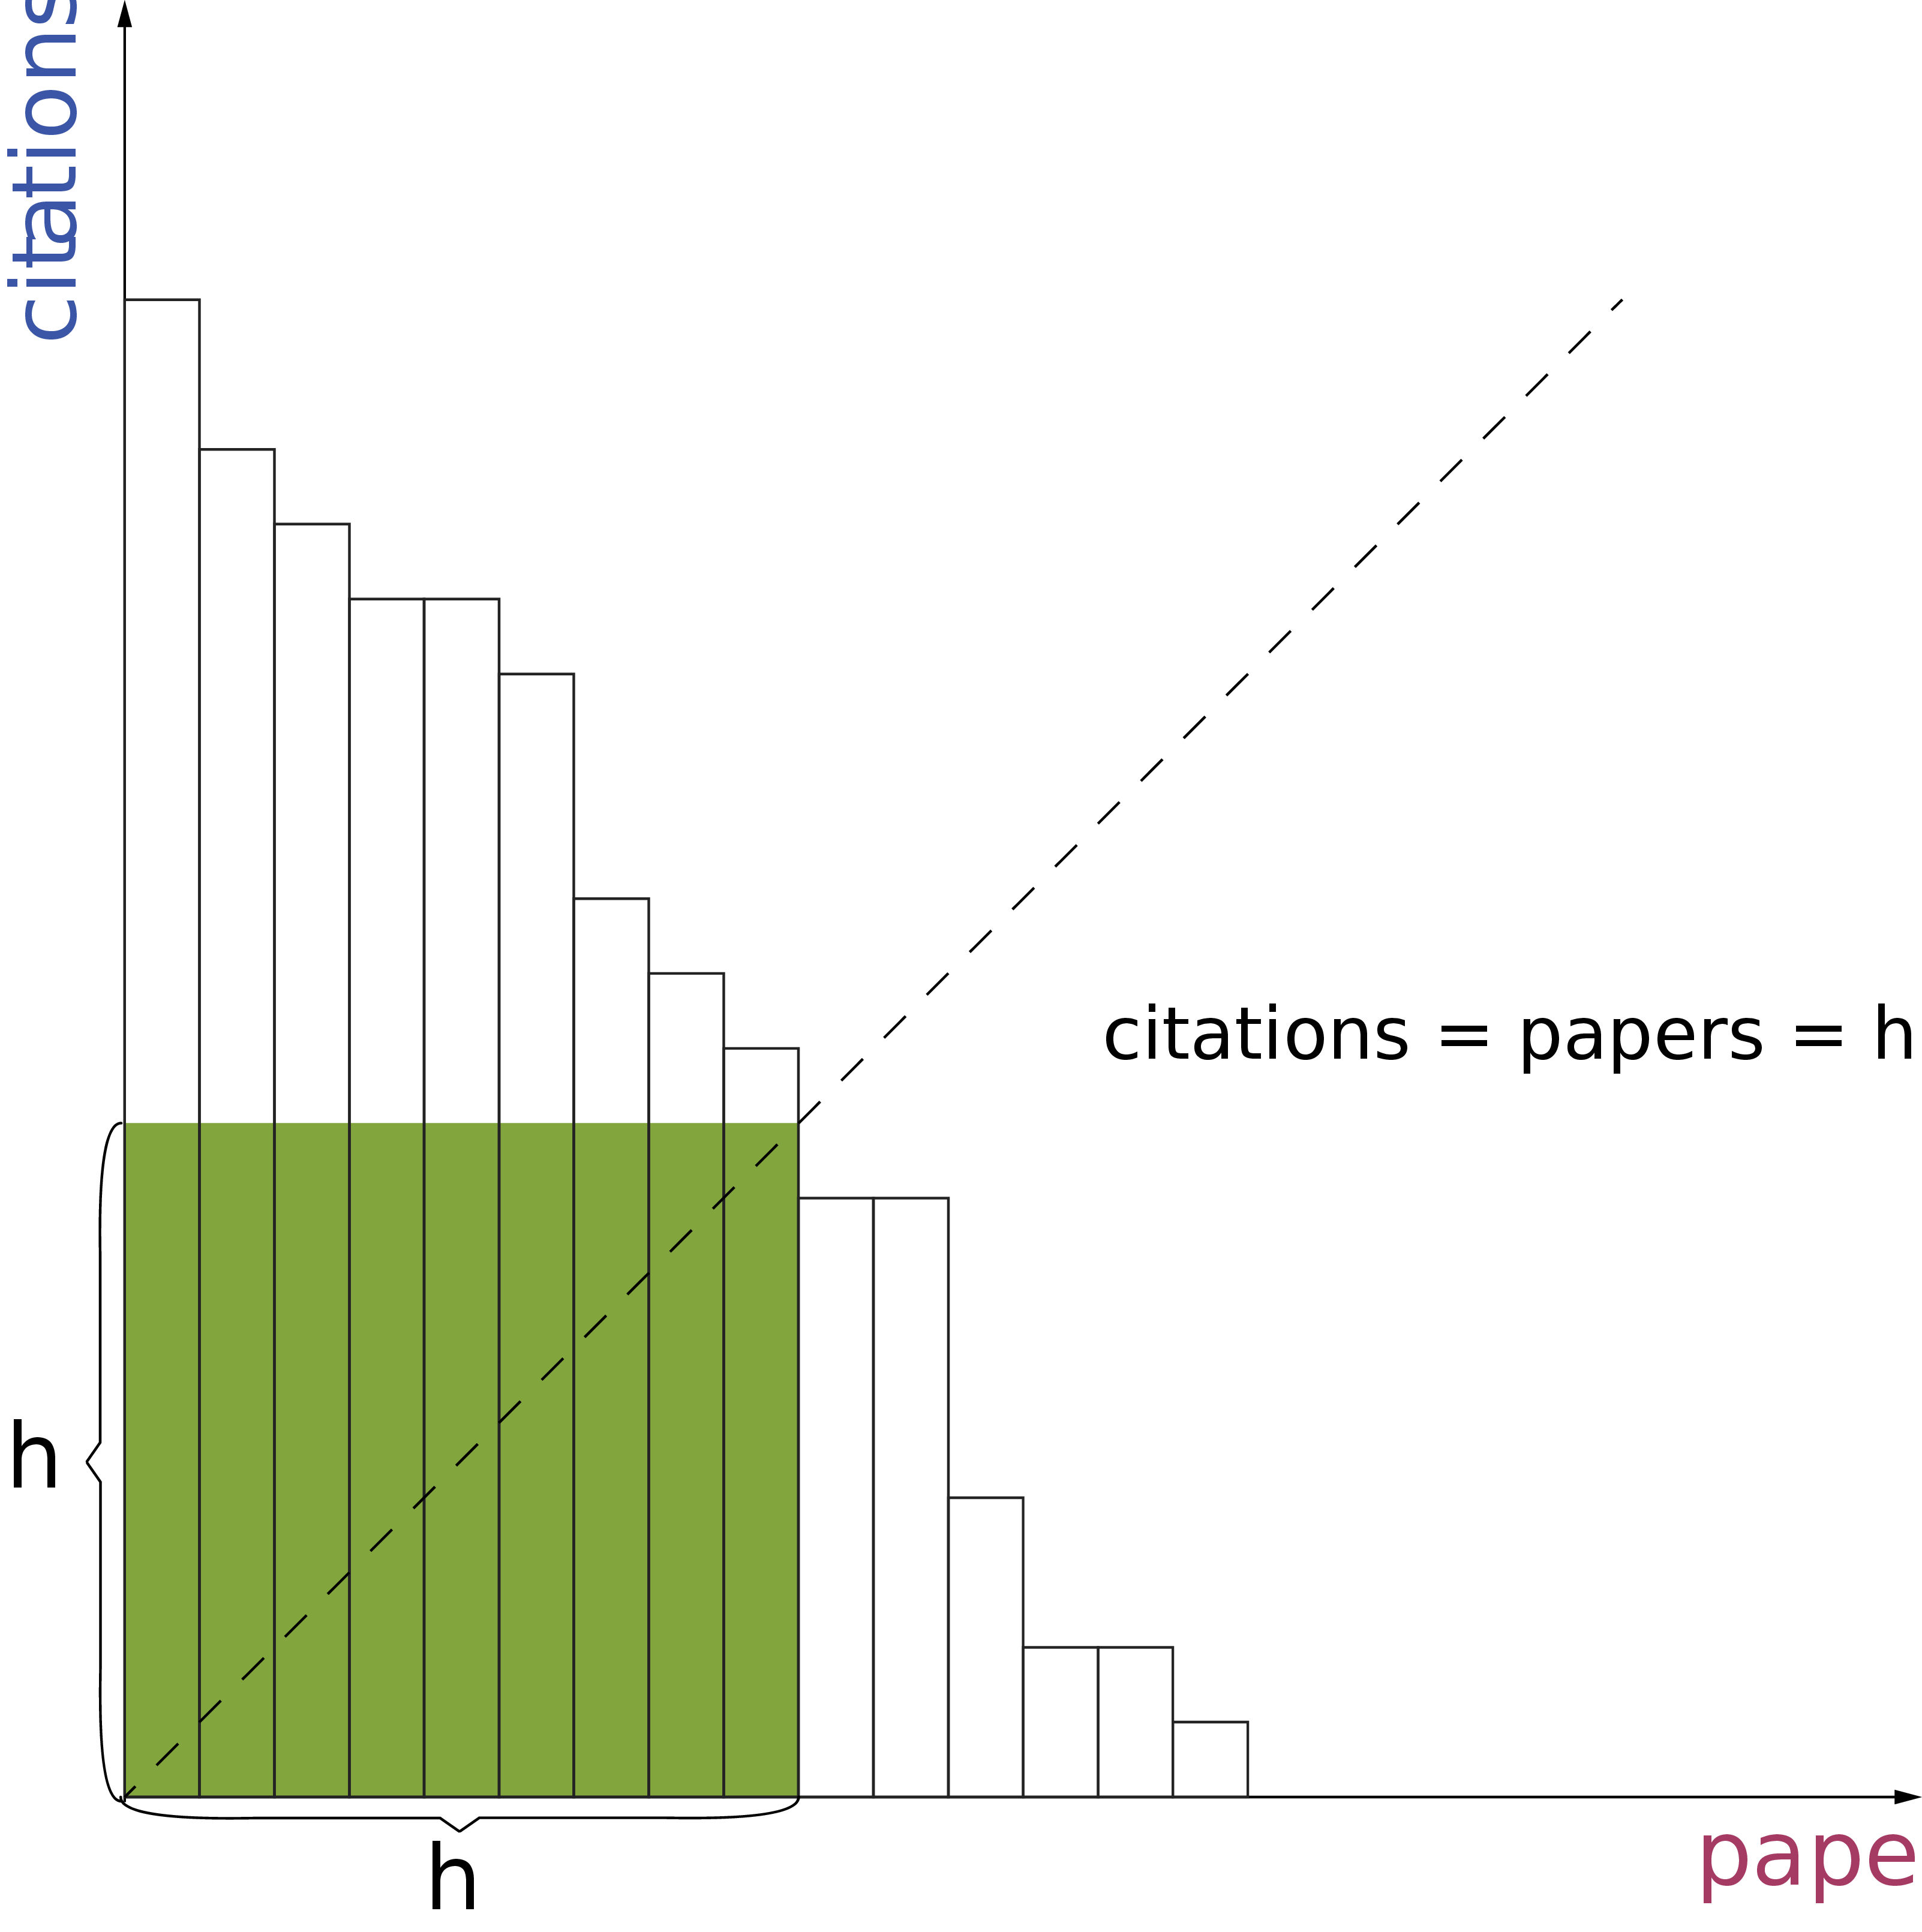 citations
citations = papers = h
h
h
pape